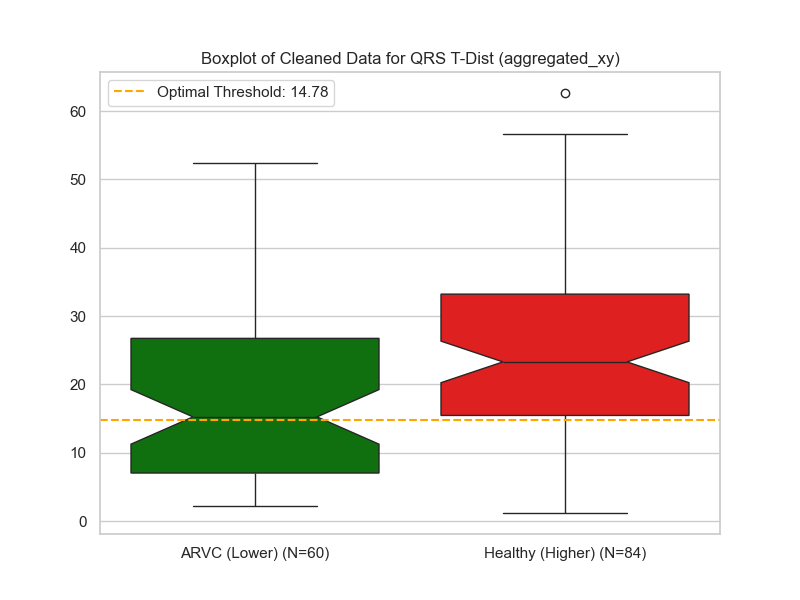 Boxplot of Cleaned Data for QRS T-Dist (aggregated_xy)
Optimal Threshold: 14.78
60
50
40
30
20
10
0
ARVC (Lower) (N=60)
Healthy (Higher) (N=84)